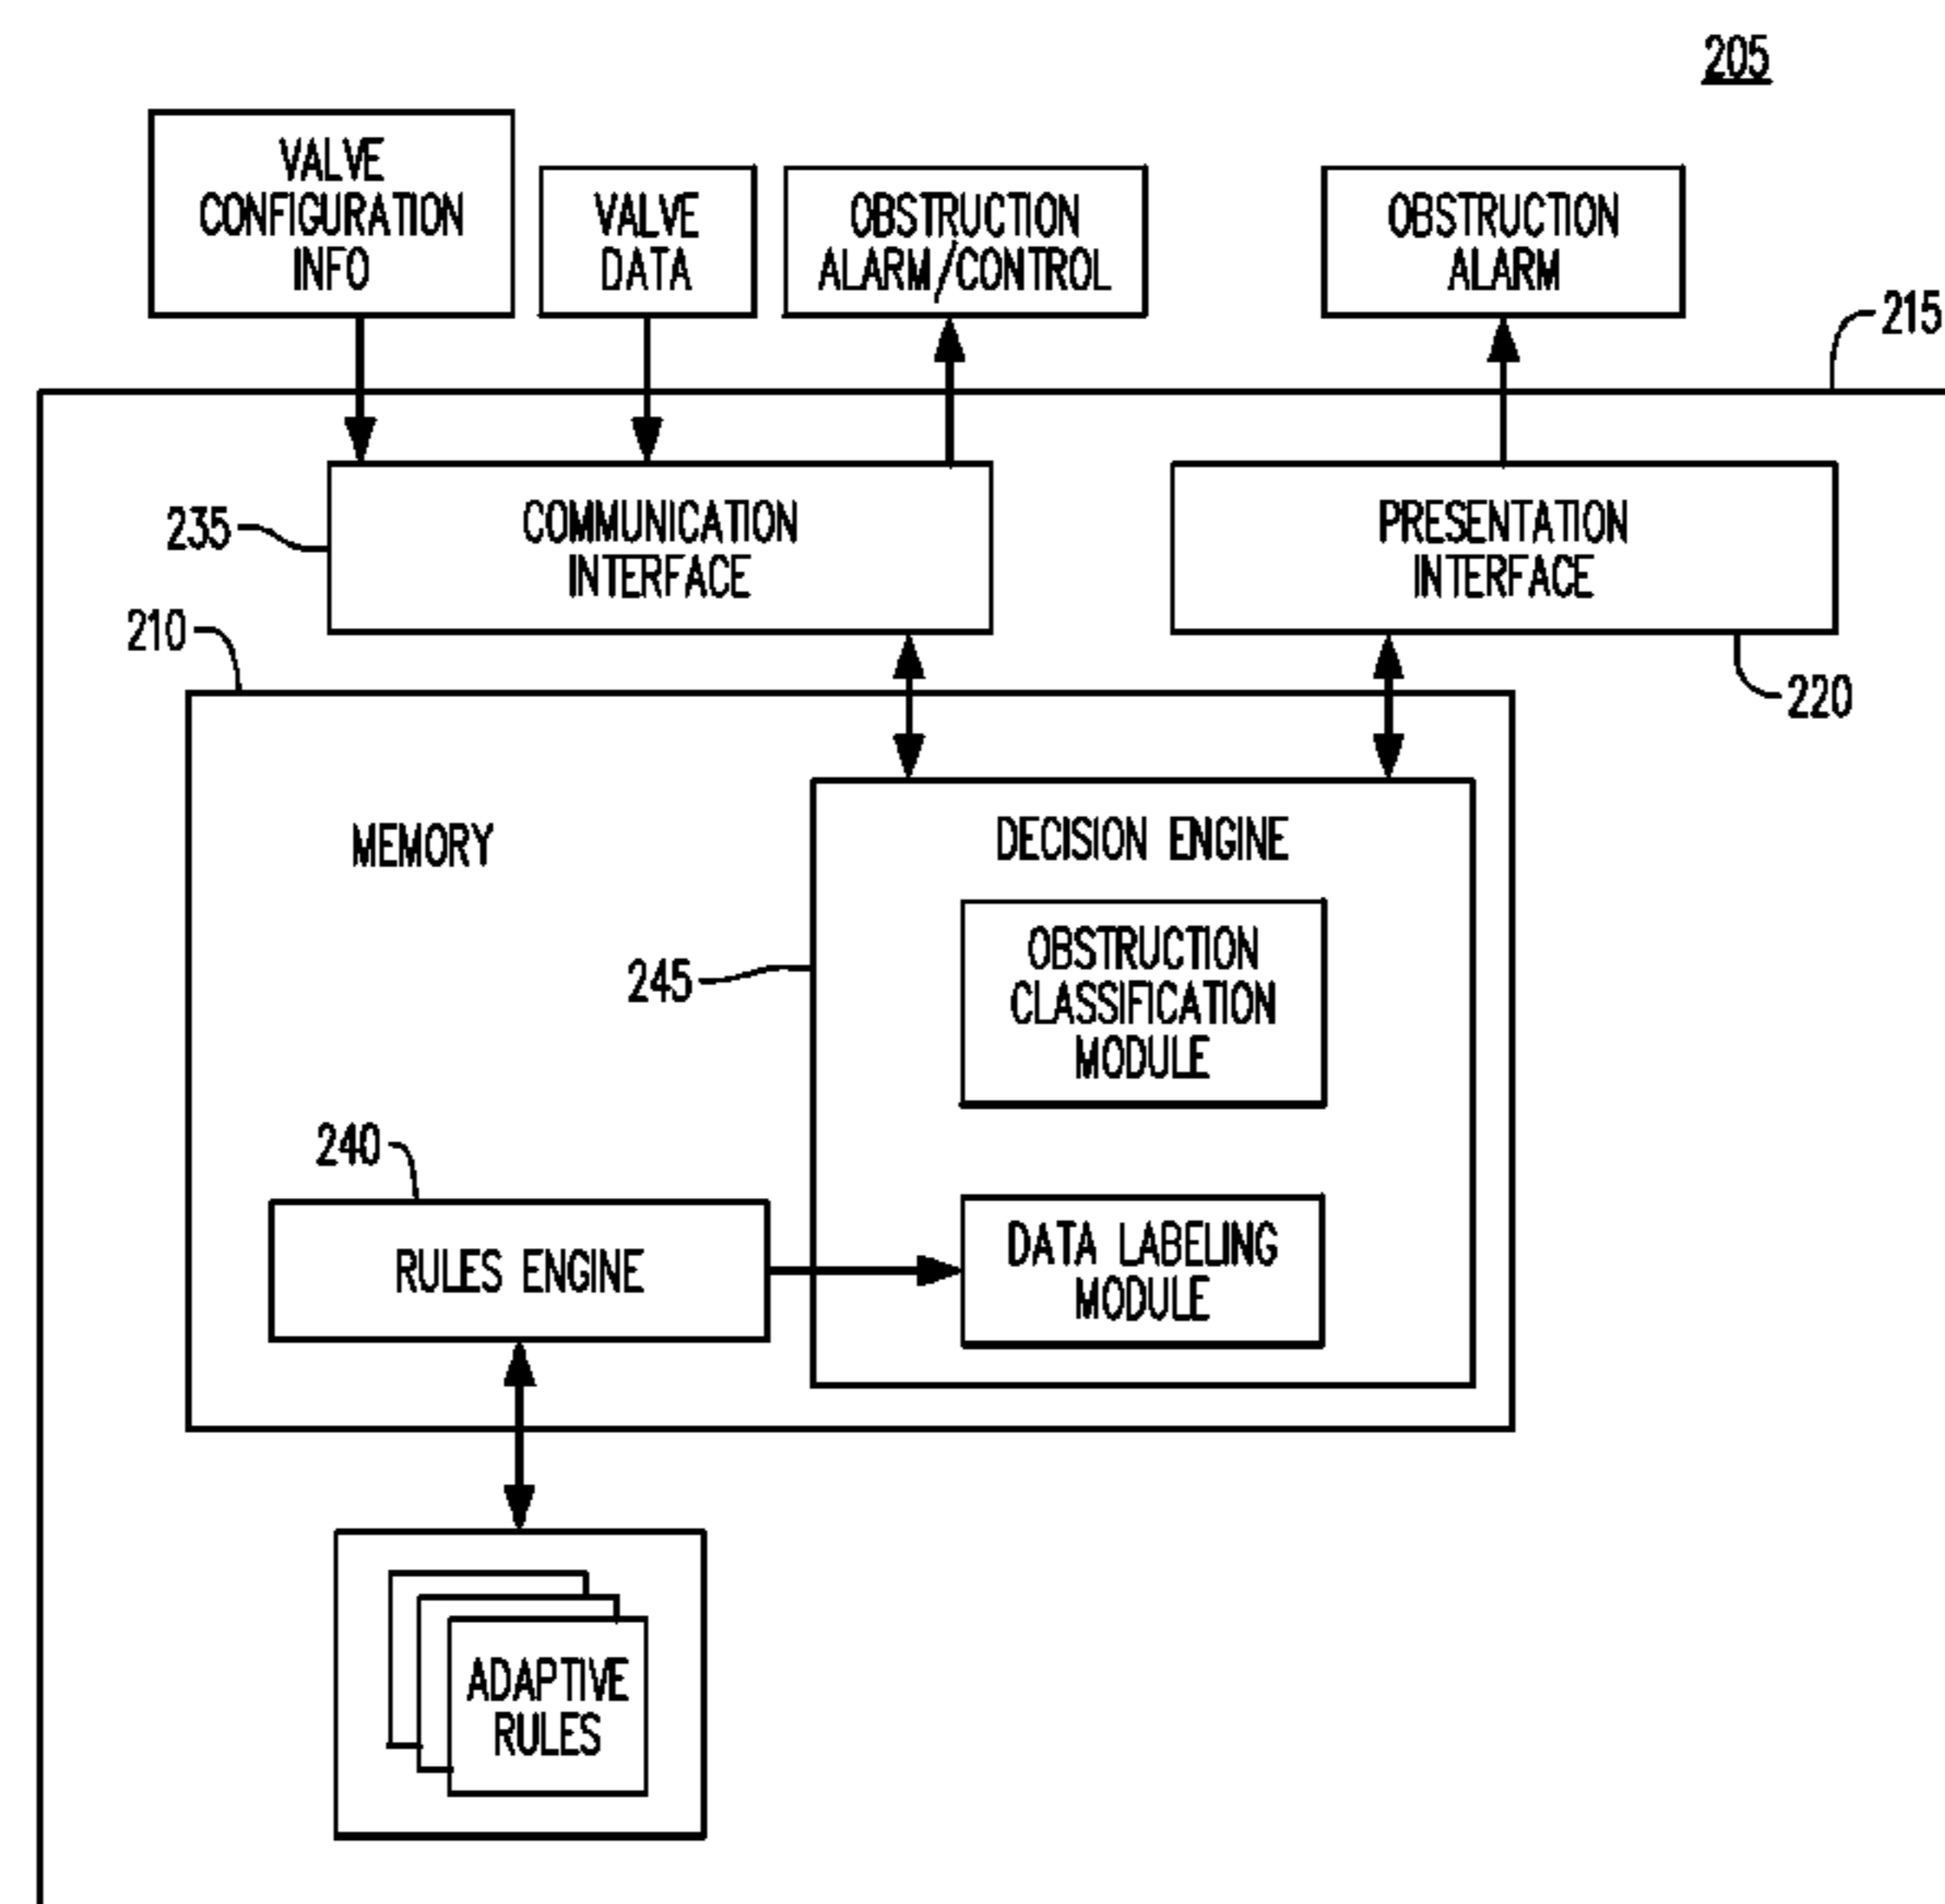 205
VALVE
CONFIGURATION
INFO
VALVE
DATA
OBSTRUCTION
ALARM/CONTROL
OBSTRUCTION
ALARM
215
235
COMMUNICATION
INTERFACE
PRESENTATION
INTERFACE
210
220
MEMORY
DECISION ENGINE
245
OBSTRUCTION
CLASSIFICATION
MODULE
240
RULES ENGINE
DATA LABELING
MODULE
ADAPTIVE
RULES